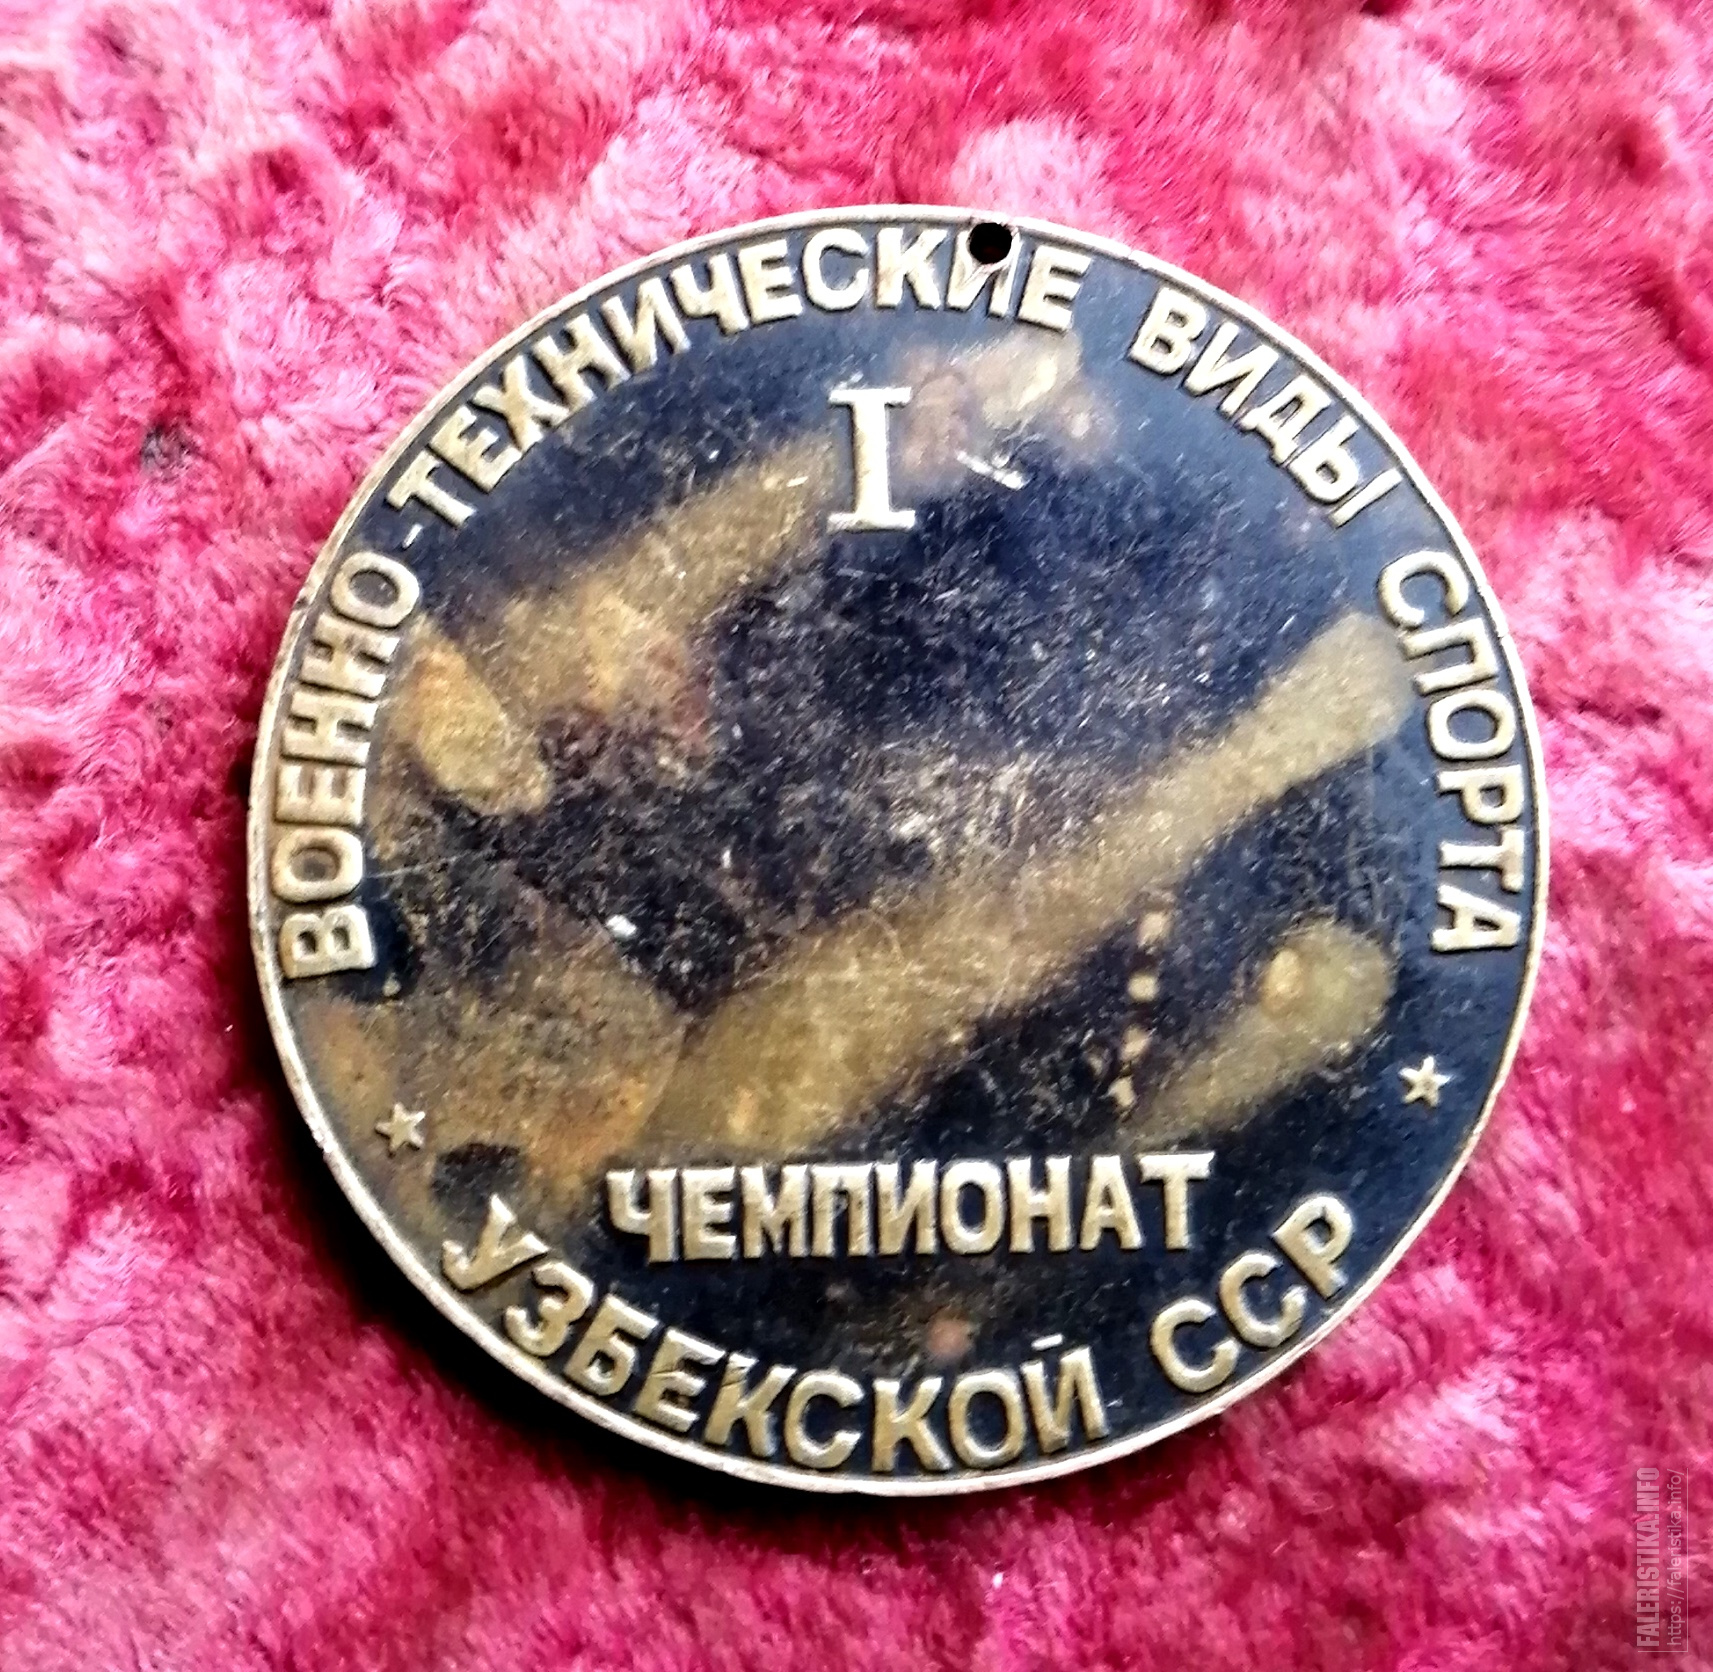 ВОЕННО-ТЕХНИЧЕСКИЕ ВИДЫ СПОРТА
I
ЧЕМПИОНАТ
УЗБЕКСКОЙ ССР
FALERISTIKA.INFO
https://faleristika.info/